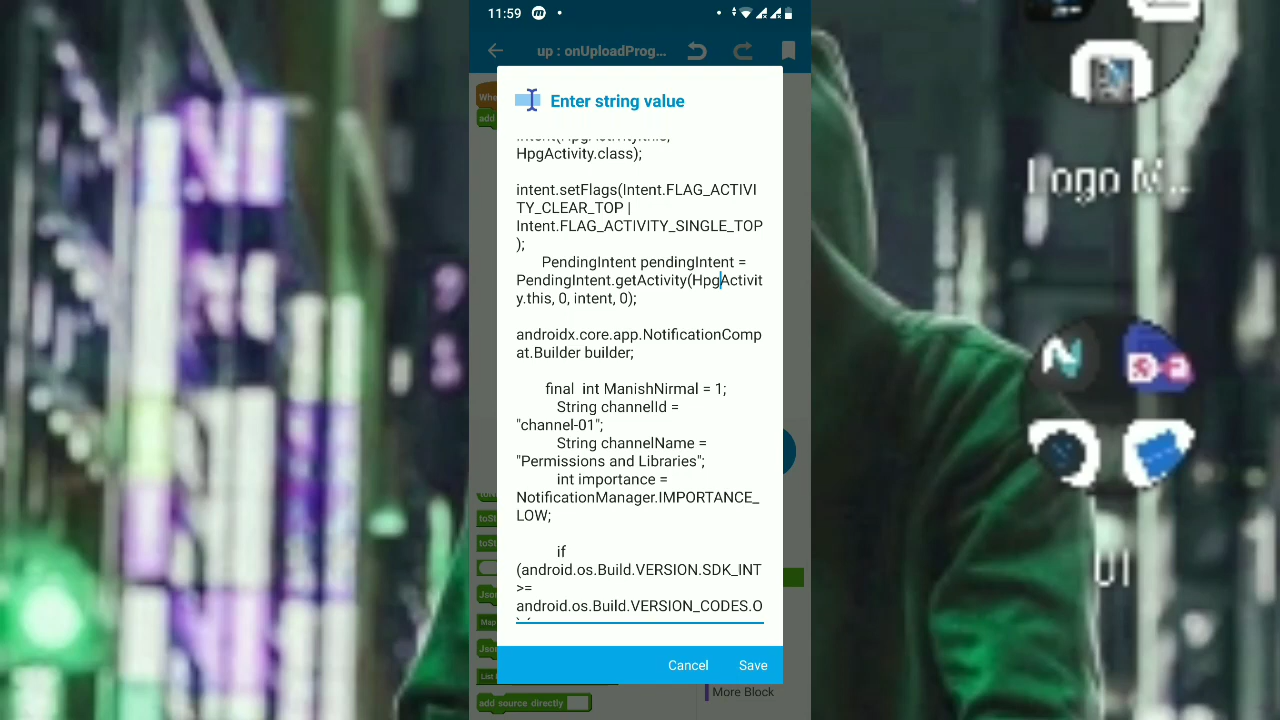 11:59
up : onUploadProg...
Enter string value
HpgActivity.class);
intent.setFlags(Intent.FLAG_ACTIVI
TY_CLEAR_TOP |
Intent.FLAG_ACTIVITY_SINGLE_TOP
);
PendingIntent pendingIntent =
PendingIntent.getActivity(HpgActivit
y.this, 0, intent, 0);
androidx.core.app.NotificationComp
at.Builder builder;
final int ManishNirmal = 1;
String channelId =
"channel-01";
String channelName =
"Permissions and Libraries";
int importance =
NotificationManager.IMPORTANCE_
LOW;
if
(android.os.Build.VERSION.SDK_INT
>=
android.os.Build.VERSION_CODES.O
Cancel Save
More Block
add source directly
Logo M...
UI